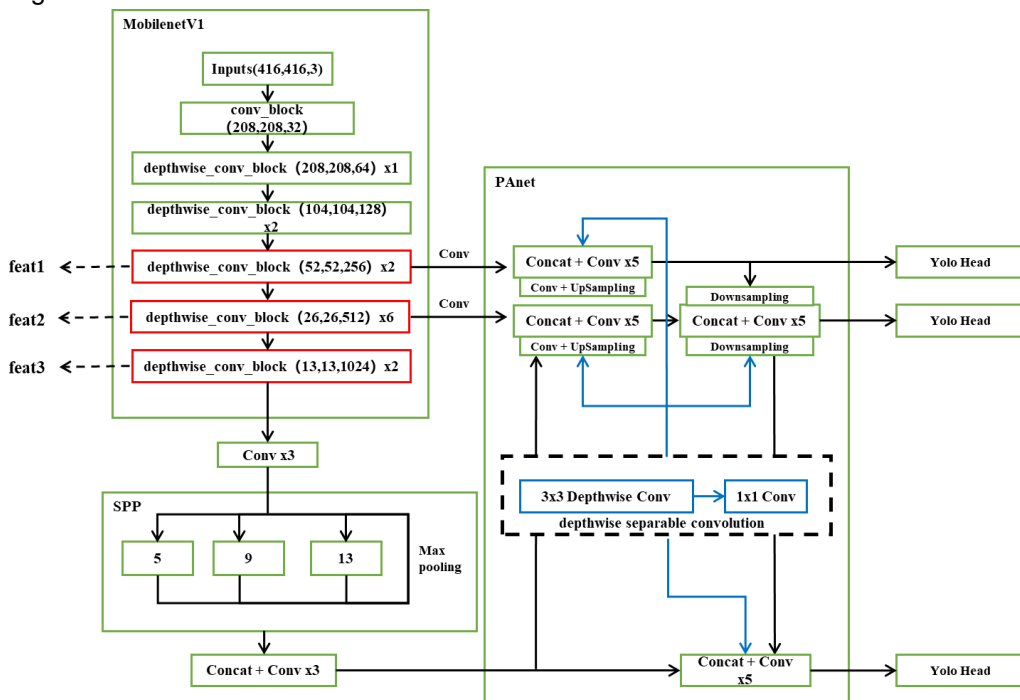 MobilenetV1
Inputs(416,416,3)
conv_block
(208,208,32)
depthwise_conv_block (208,208,64) x1
depthwise_conv_block (104,104,128)
x2
feat1
depthwise_conv_block (52,52,256) x2
Conv
feat2
depthwise_conv_block (26,26,512) x6
Conv
feat3
depthwise_conv_block (13,13,1024) x2
Conv x3
SPP
5
9
13
Max
pooling
Concat + Conv x3
PAnet
Concat + Conv x5
Conv + UpSampling
Yolo Head
Concat + Conv x5
Conv + UpSampling
Downsampling
Concat + Conv x5
Downsampling
Yolo Head
3x3 Depthwise Conv
1x1 Conv
depthwise separable convolution
Concat + Conv
x5
Yolo Head